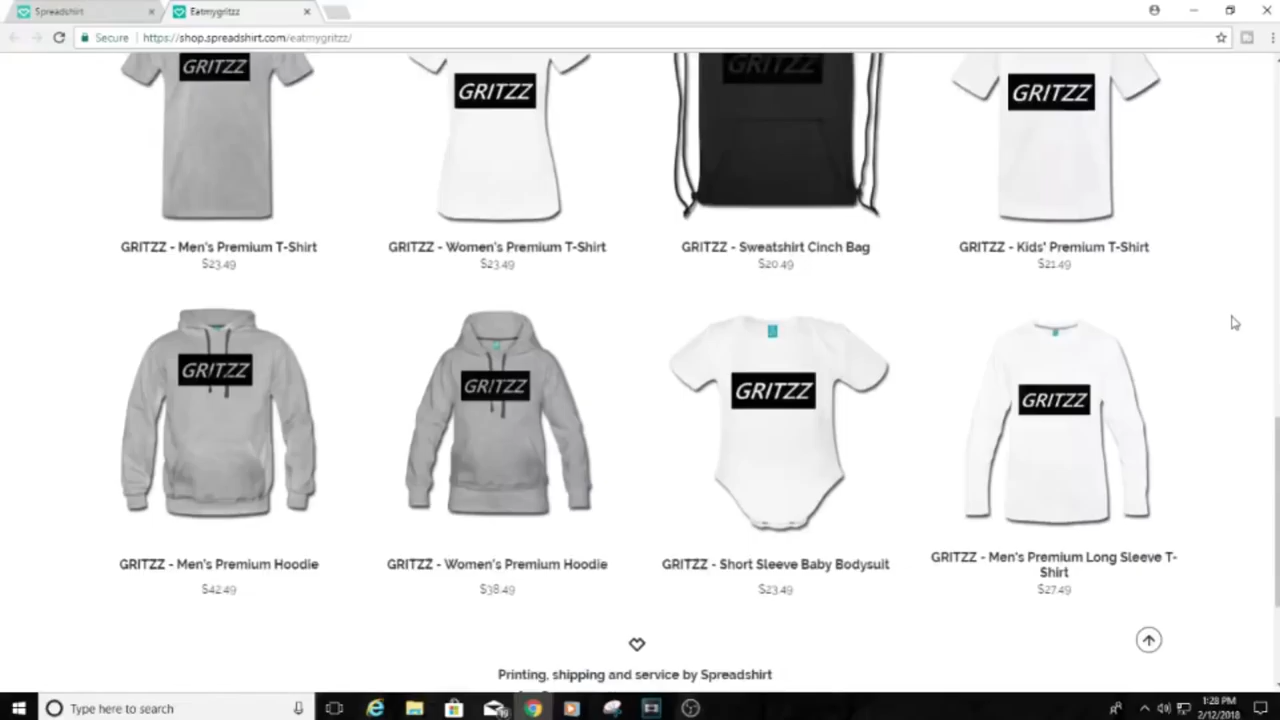 Spreadshirt
Eatmygritzz
Secure
https://shop.spreadshirt.com/eatmygritzz/
GRITZZ
GRITZZ
GRITZZ
GRITZZ
GRITZZ - Men's Premium T-Shirt
$23.49
GRITZZ - Women's Premium T-Shirt
$23.49
GRITZZ - Sweatshirt Cinch Bag
$20.49
GRITZZ - Kids' Premium T-Shirt
$21.49
GRITZZ
GRITZZ
GRITZZ
GRITZZ
GRITZZ - Men's Premium Hoodie
$42.49
GRITZZ - Women's Premium Hoodie
$38.49
GRITZZ - Short Sleeve Baby Bodysuit
$23.49
GRITZZ - Men's Premium Long Sleeve T-
Shirt
$27.49
Printing, shipping and service by Spreadshirt
Type here to search
1:28 PM
2/12/2018